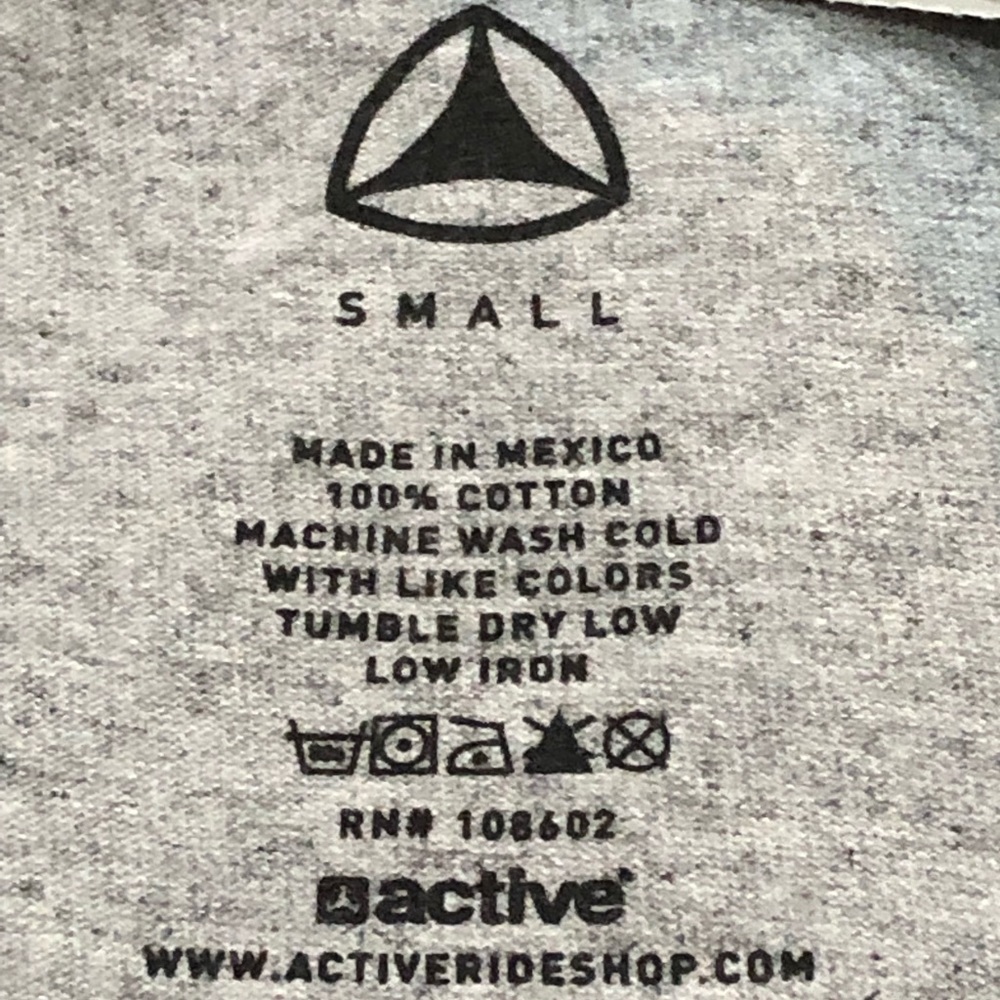 SMALL
MADE IN MEXICO
100% COTTON
MACHINE WASH COLD
WITH LIKE COLORS
TUMBLE DRY LOW
LOW IRON
RN# 108602
active
WWW.ACTIVERIDESHOP.COM